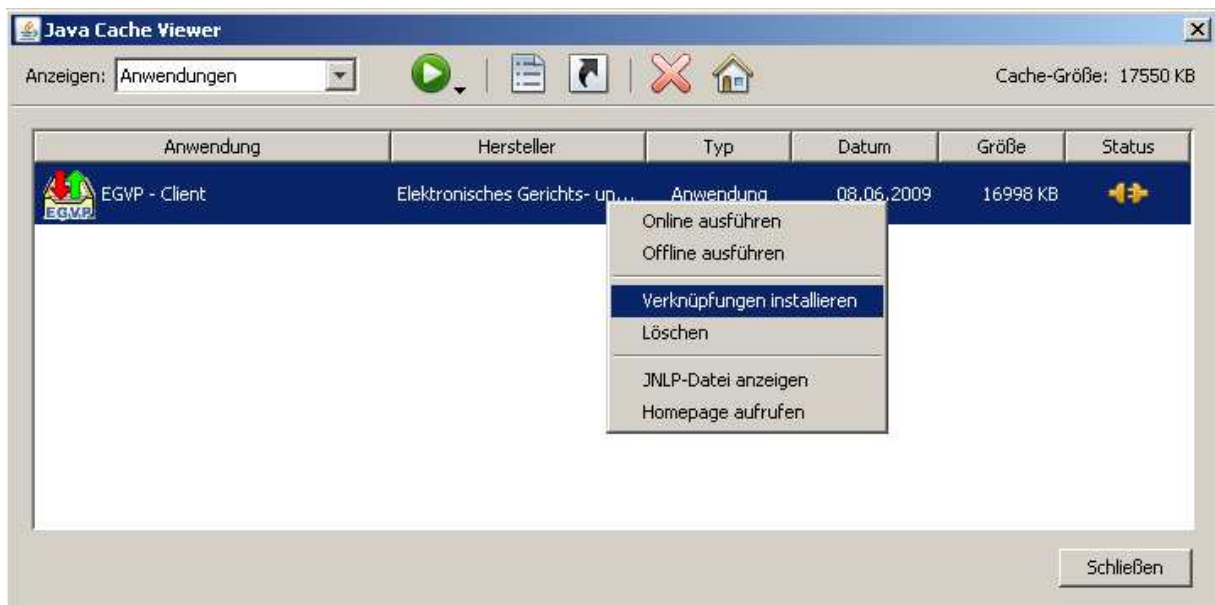 Java Cache Viewer
Anzeigen: Anwendungen
Cache-Größe: 17550 KB
Anwendung Hersteller Typ Datum Größe Status
EGVP EGVP - Client Elektronisches Gerichts- un... Anwendung 08.06.2009 16998 KB
Online ausführen
Offline ausführen
Verknüpfungen installieren
Löschen
JNLP-Datei anzeigen
Homepage aufrufen
Schließen